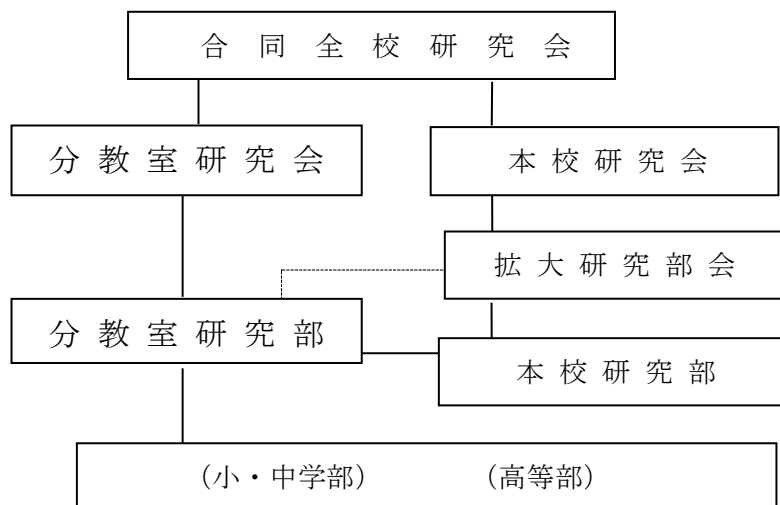 合同全校研究会
分教室研究会
本校研究会
拡大研究部会
分教室研究部
本校研究部
（小・中学部）　（高等部）